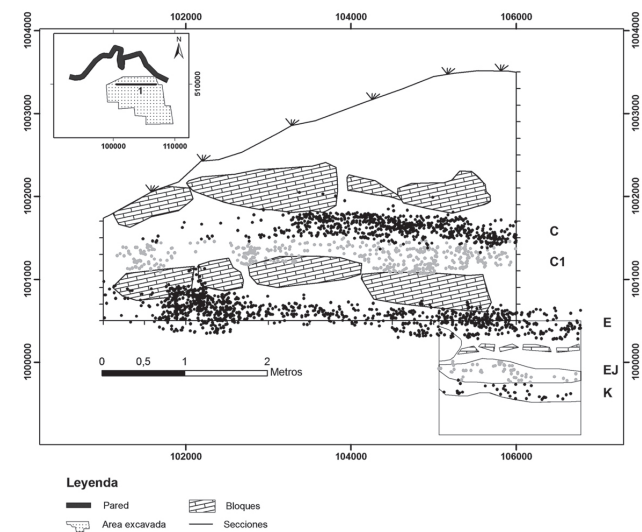 102000 104000 106000
1004000 1004000
N
1
510000
100000 110000
1003000 1003000
1002000 1002000
C
C1
1001000 1001000
E
0 0,5 1 2
Metros
1000000 1000000
EJ
K
102000 104000 106000
Leyenda
Pared Bloques
Area excavada Secciones